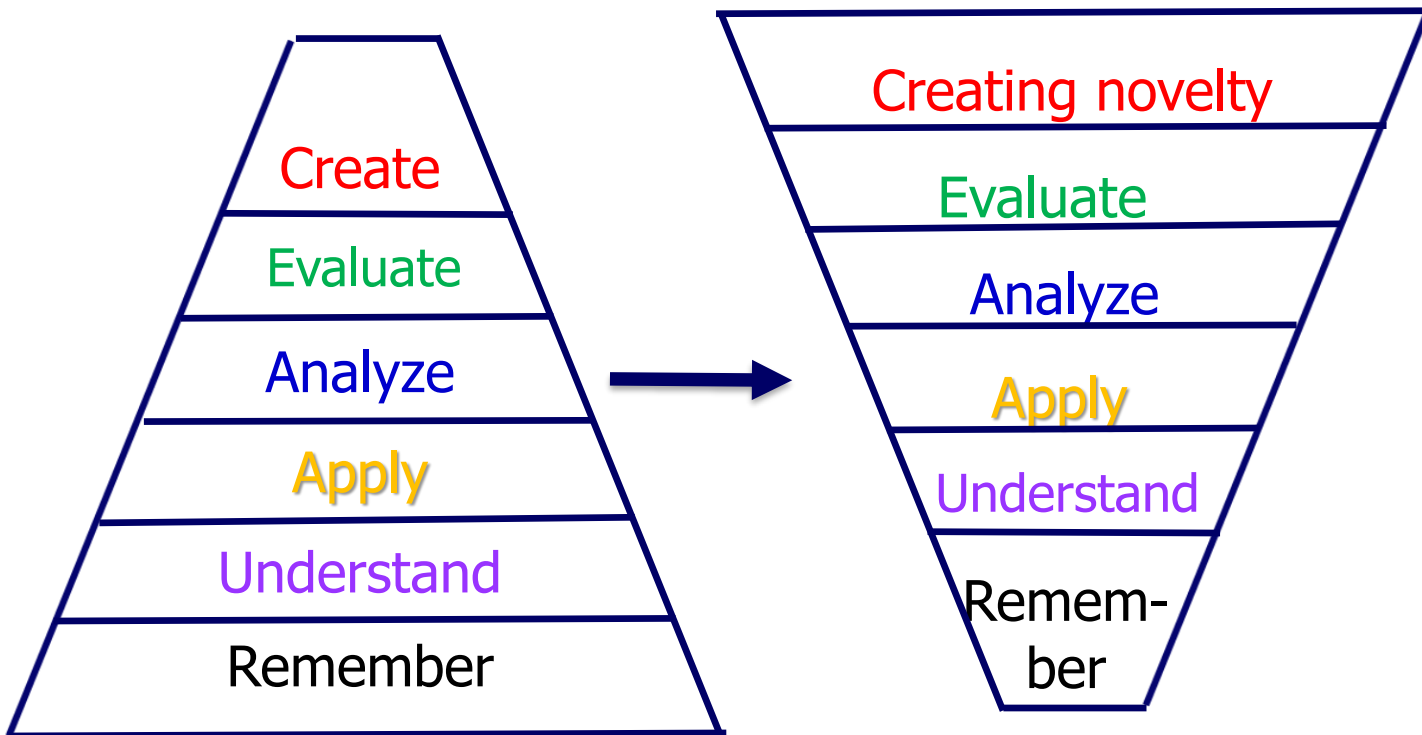 Create
Evaluate
Analyze
Apply
Understand
Remember
Creating novelty
Evaluate
Analyze
Apply
Understand
Remem-
ber